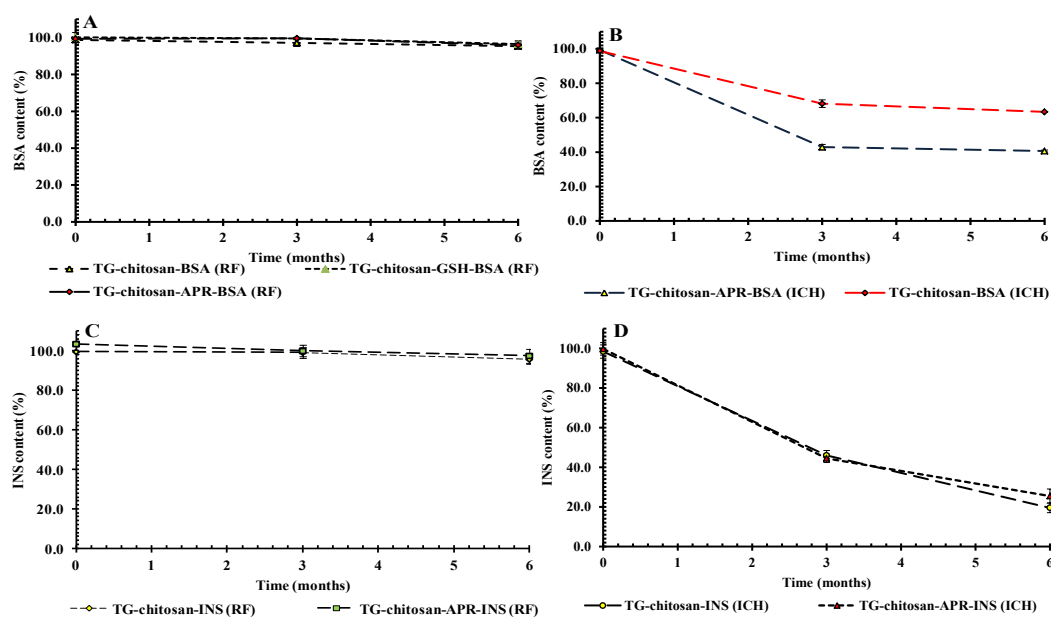 A
100.0
80.0
60.0
40.0
20.0
0.0
BSA content (%)
0 1 2 3 4 5 6
Time (months)
TG-chitosan-BSA (RF) TG-chitosan-GSH-BSA (RF)
TG-chitosan-APR-BSA (RF)
B
100.0
80.0
60.0
40.0
20.0
0.0
BSA content (%)
0 1 2 3 4 5 6
Time (months)
TG-chitosan-APR-BSA (ICH) TG-chitosan-BSA (ICH)
C
100.0
80.0
60.0
40.0
20.0
0.0
INS content (%)
0 1 2 3 4 5 6
Time (months)
TG-chitosan-INS (RF) TG-chitosan-APR-INS (RF)
D
100.0
80.0
60.0
40.0
20.0
0.0
INS content (%)
0 1 2 3 4 5 6
Time (months)
TG-chitosan-INS (ICH) TG-chitosan-APR-INS (ICH)